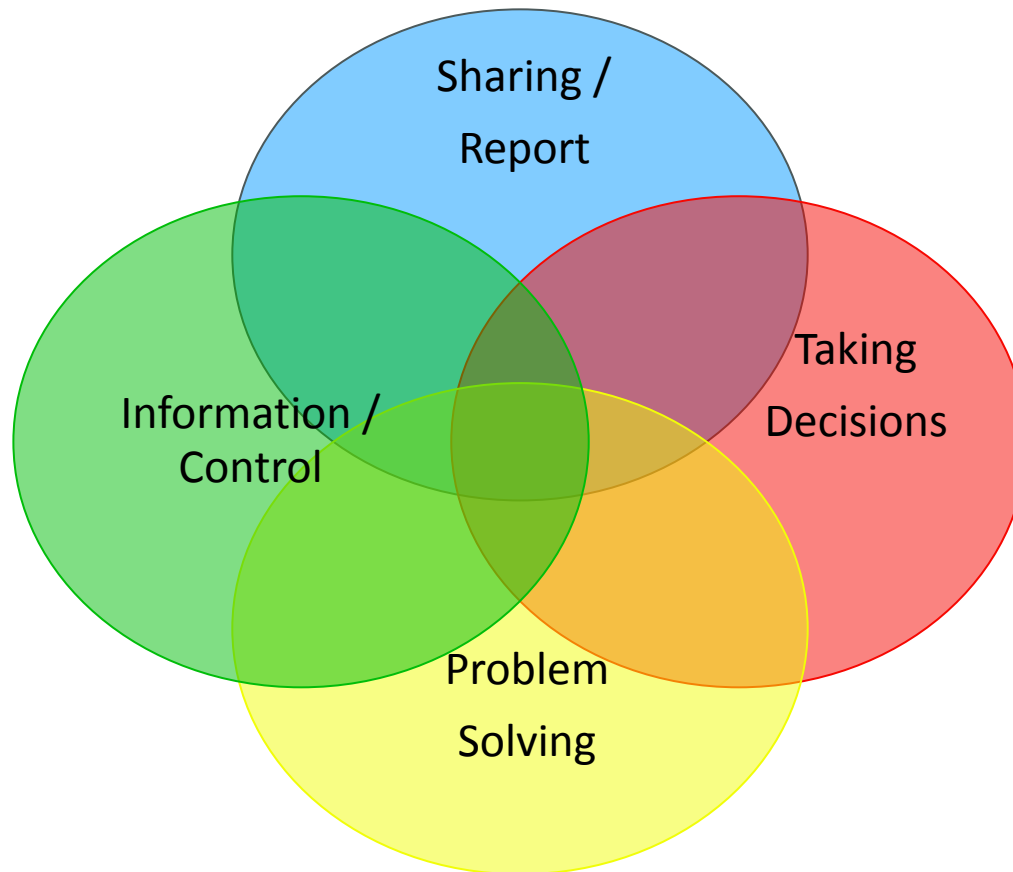 Sharing /
Report
Taking
Decisions
Information /
Control
Problem
Solving